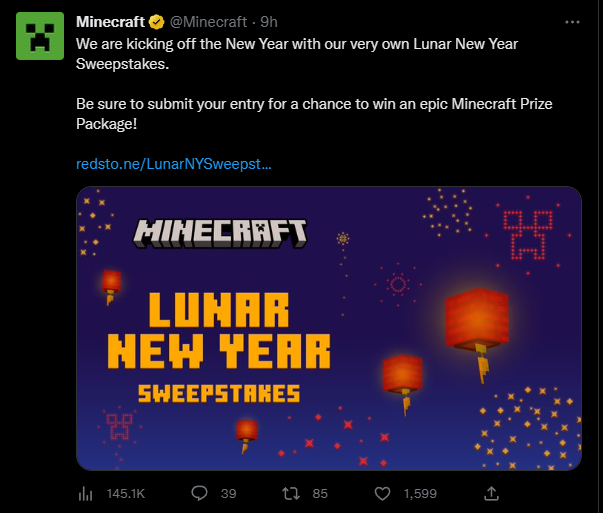 Minecraft @Minecraft · 9h
We are kicking off the New Year with our very own Lunar New Year
Sweepstakes.
Be sure to submit your entry for a chance to win an epic Minecraft Prize
Package!
redsto.ne/LunarNYSweepst...
MINECRAFT
LUNAR
NEW YEAR
SWEEPSTAKES
145.1K 39 85 1,599